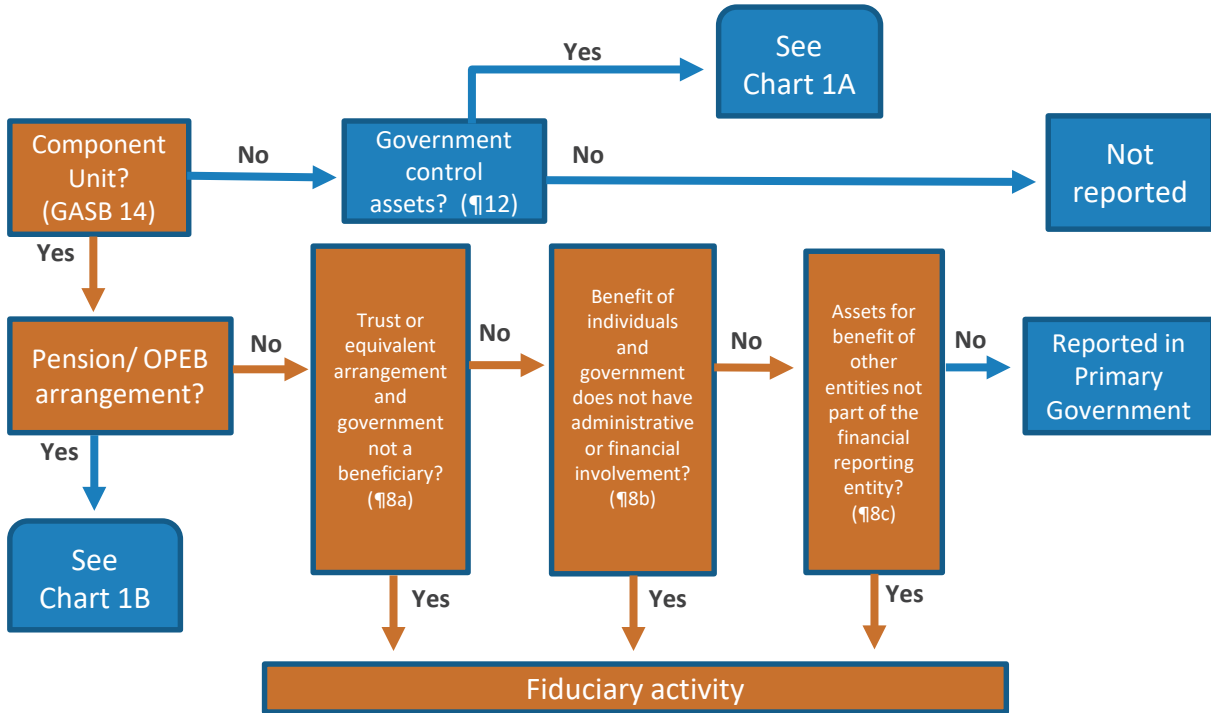 Yes
See
Chart 1A
Component
Unit?
(GASB 14)
No
Government
control
assets? (¶12)
No
Not
reported
Yes
Pension/ OPEB
arrangement?
No
Trust or
equivalent
arrangement
and
government
not a
beneficiary?
(¶8a)
No
Benefit of
individuals
and
government
does not have
administrative
or financial
involvement?
(¶8b)
No
Assets for
benefit of
other
entities not
part of the
financial
reporting
entity?
(¶8c)
No
Reported in
Primary
Government
Yes
See
Chart 1B
Yes
Yes
Yes
Fiduciary activity